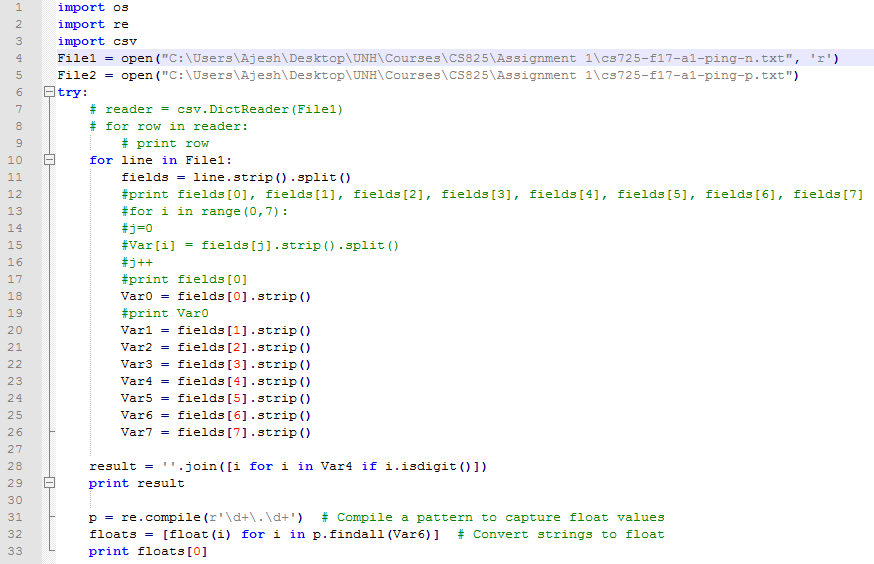 1 import os
2 import re
3 import csv
4 File1 = open("C:\Users\Ajesh\Desktop\UNH\Courses\CS825\Assignment 1\cs725-f17-a1-ping-n.txt", 'r')
5 File2 = open("C:\Users\Ajesh\Desktop\UNH\Courses\CS825\Assignment 1\cs725-f17-a1-ping-p.txt")
6 try:
7     # reader = csv.DictReader(File1)
8     # for row in reader:
9         # print row
10     for line in File1:
11         fields = line.strip().split()
12         #print fields[0], fields[1], fields[2], fields[3], fields[4], fields[5], fields[6], fields[7]
13         #for i in range(0,7):
14         #j=0
15         #Var[i] = fields[j].strip().split()
16         #j++
17         #print fields[0]
18         Var0 = fields[0].strip()
19         #print Var0
20         Var1 = fields[1].strip()
21         Var2 = fields[2].strip()
22         Var3 = fields[3].strip()
23         Var4 = fields[4].strip()
24         Var5 = fields[5].strip()
25         Var6 = fields[6].strip()
26         Var7 = fields[7].strip()
27
28     result = ''.join([i for i in Var4 if i.isdigit()])
29     print result
30
31     p = re.compile(r'\d+\.\d+')  # Compile a pattern to capture float values
32     floats = [float(i) for i in p.findall(Var6)]  # Convert strings to float
33     print floats[0]